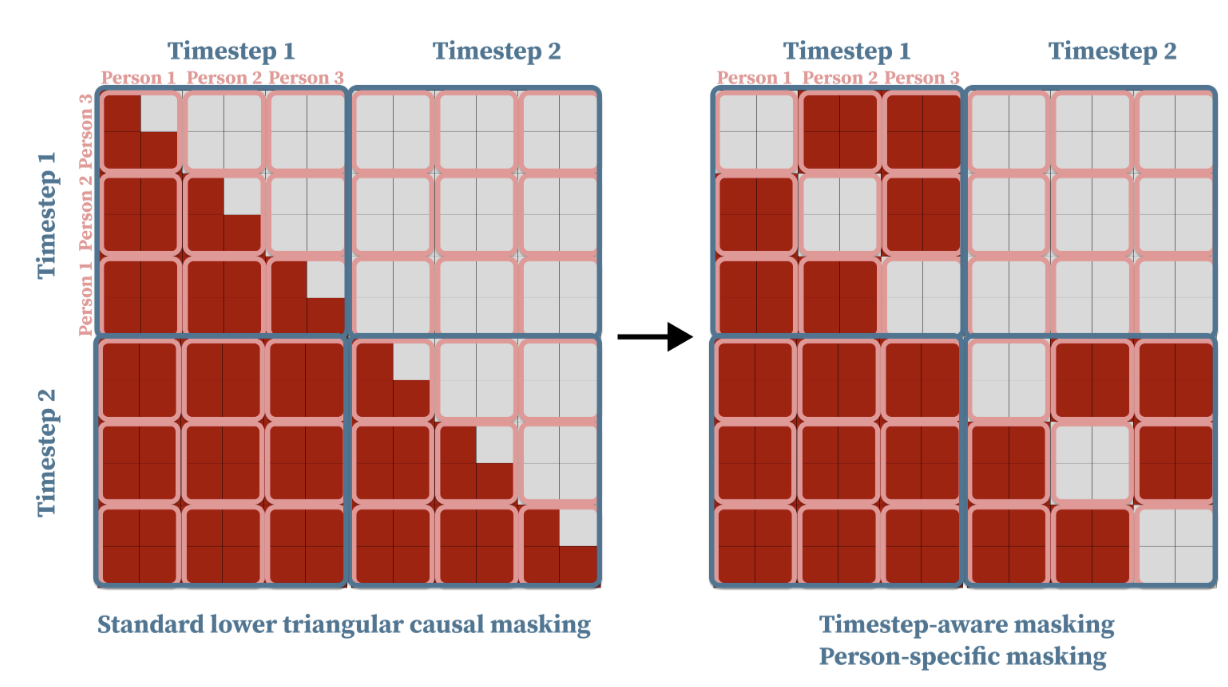 Timestep 1
Timestep 2
Timestep 1
Timestep 2
Person 1
Person 2
Person 3
Person 1
Person 2
Person 3
Timestep 1
Person 3
Person 2
Person 1
Timestep 2
Standard lower triangular causal masking
Timestep-aware masking
Person-specific masking